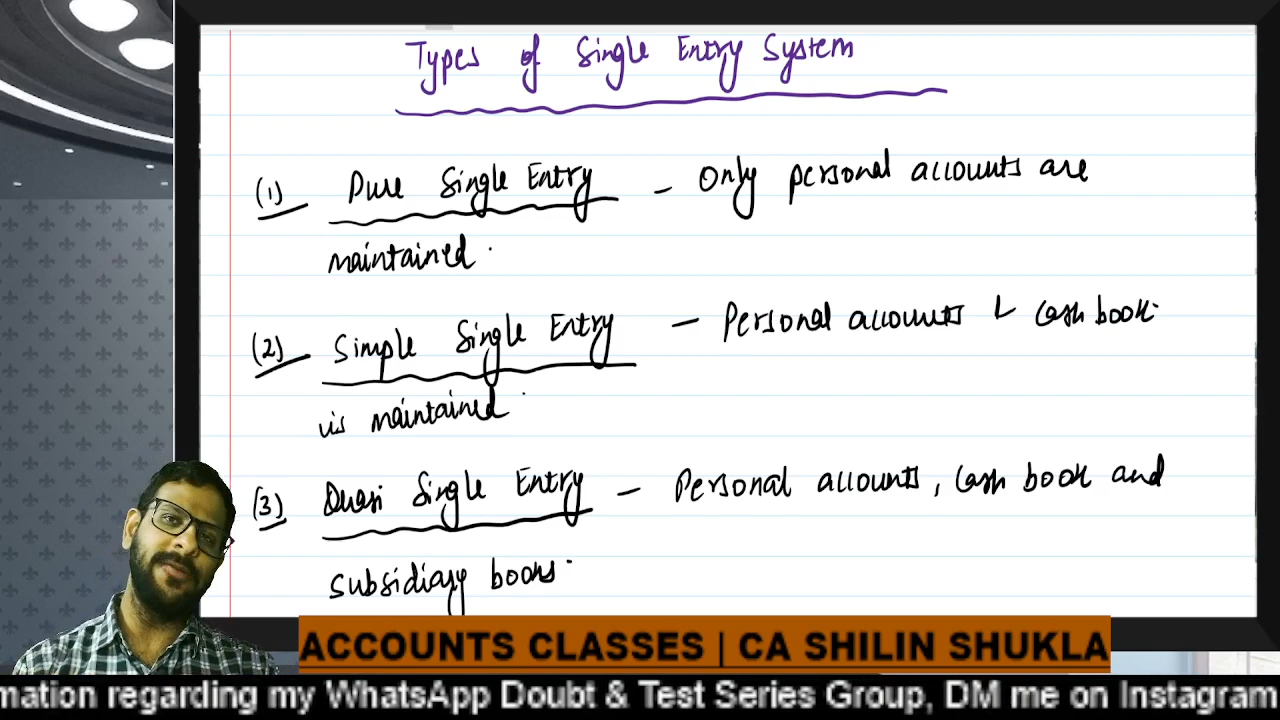 Types of Single Entry System
(1) Pure Single Entry - Only personal accounts are
maintained.
(2) Simple Single Entry - Personal accounts & cash book
is maintained.
(3) Quasi Single Entry - Personal accounts, Cash book and
subsidiary books.
ACCOUNTS CLASSES | CA SHILIN SHUKLA
mation regarding my WhatsApp Doubt & Test Series Group, DM me on Instagram